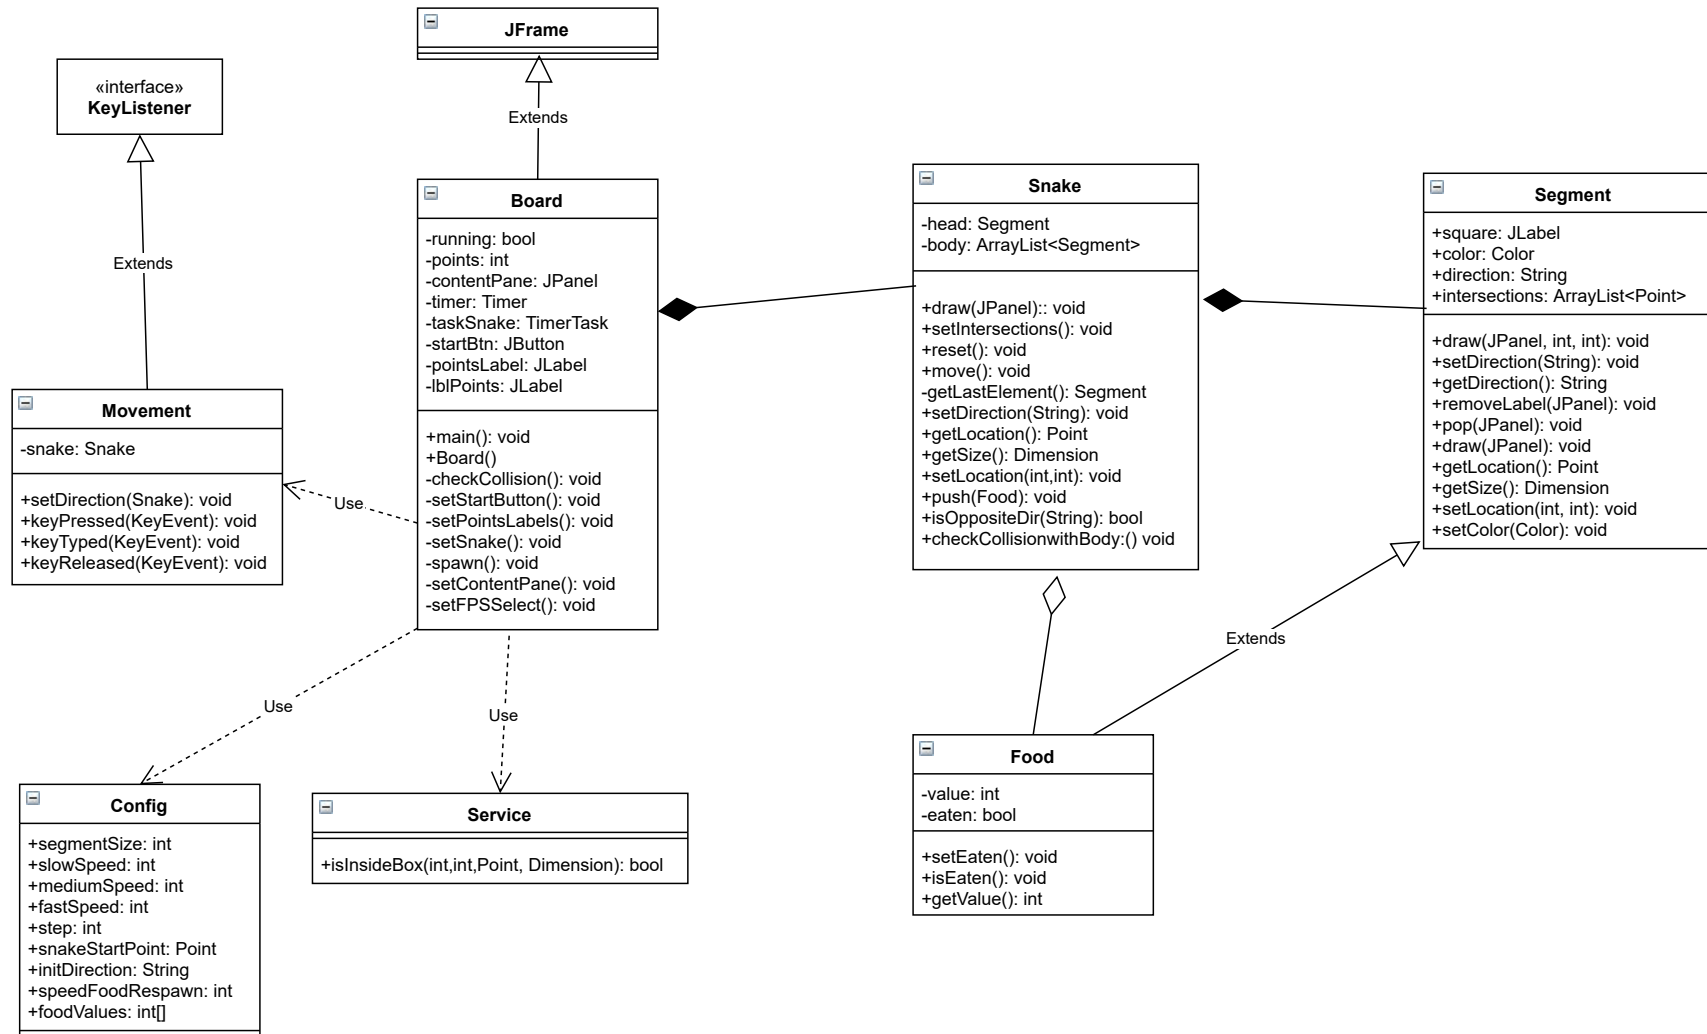 JFrame
«interface»
KeyListener
Extends
Extends
Board
-running: bool
-points: int
-contentPane: JPanel
-timer: Timer
-taskSnake: TimerTask
-startBtn: JButton
-pointsLabel: JLabel
-lblPoints: JLabel
+main(): void
+Board()
-checkCollision(): void
-setStartButton(): void
-setPointsLabels(): void
-setSnake(): void
-spawn(): void
-setContentPane(): void
-setFPSSelect(): void
Snake
-head: Segment
-body: ArrayList<Segment>
+draw(JPanel):: void
+setIntersections(): void
+reset(): void
+move(): void
-getLastElement(): Segment
+setDirection(String): void
+getLocation(): Point
+getSize(): Dimension
+setLocation(int,int): void
+push(Food): void
+isOppositeDir(String): bool
+checkCollisionwithBody:() void
Segment
+square: JLabel
+color: Color
+direction: String
+intersections: ArrayList<Point>
+draw(JPanel, int, int): void
+setDirection(String): void
+getDirection(): String
+removeLabel(JPanel): void
+pop(JPanel): void
+draw(JPanel): void
+getLocation(): Point
+getSize(): Dimension
+setLocation(int, int): void
+setColor(Color): void
Movement
-snake: Snake
+setDirection(Snake): void
+keyPressed(KeyEvent): void
+keyTyped(KeyEvent): void
+keyReleased(KeyEvent): void
Use
Extends
Use
Use
Config
+segmentSize: int
+slowSpeed: int
+mediumSpeed: int
+fastSpeed: int
+step: int
+snakeStartPoint: Point
+initDirection: String
+speedFoodRespawn: int
+foodValues: int[]
Service
+isInsideBox(int,int,Point, Dimension): bool
Food
-value: int
-eaten: bool
+setEaten(): void
+isEaten(): void
+getValue(): int